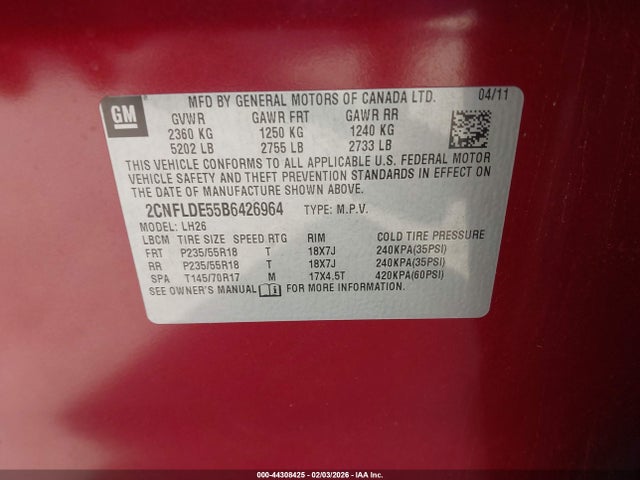 GM
MFD BY GENERAL MOTORS OF CANADA LTD. 04/11
GVWR GAWR FRT GAWR RR
2360 KG 1250 KG 1240 KG
5202 LB 2755 LB 2733 LB
THIS VEHICLE CONFORMS TO ALL APPLICABLE U.S. FEDERAL MOTOR
VEHICLE SAFETY AND THEFT PREVENTION STANDARDS IN EFFECT ON THE
DATE OF MANUFACTURE SHOWN ABOVE.
2CNFLDE55B6426964 TYPE: M.P.V.
MODEL: LH26
LBCM TIRE SIZE SPEED RTG RIM COLD TIRE PRESSURE
FRT P235/55R18 T 18X7J 240KPA(35PSI)
RR P235/55R18 T 18X7J 240KPA(35PSI)
SPA T145/70R17 M 17X4.5T 420KPA(60PSI)
SEE OWNER'S MANUAL FOR MORE INFORMATION.
000-44308425 - 02/03/2026 - IAA Inc.